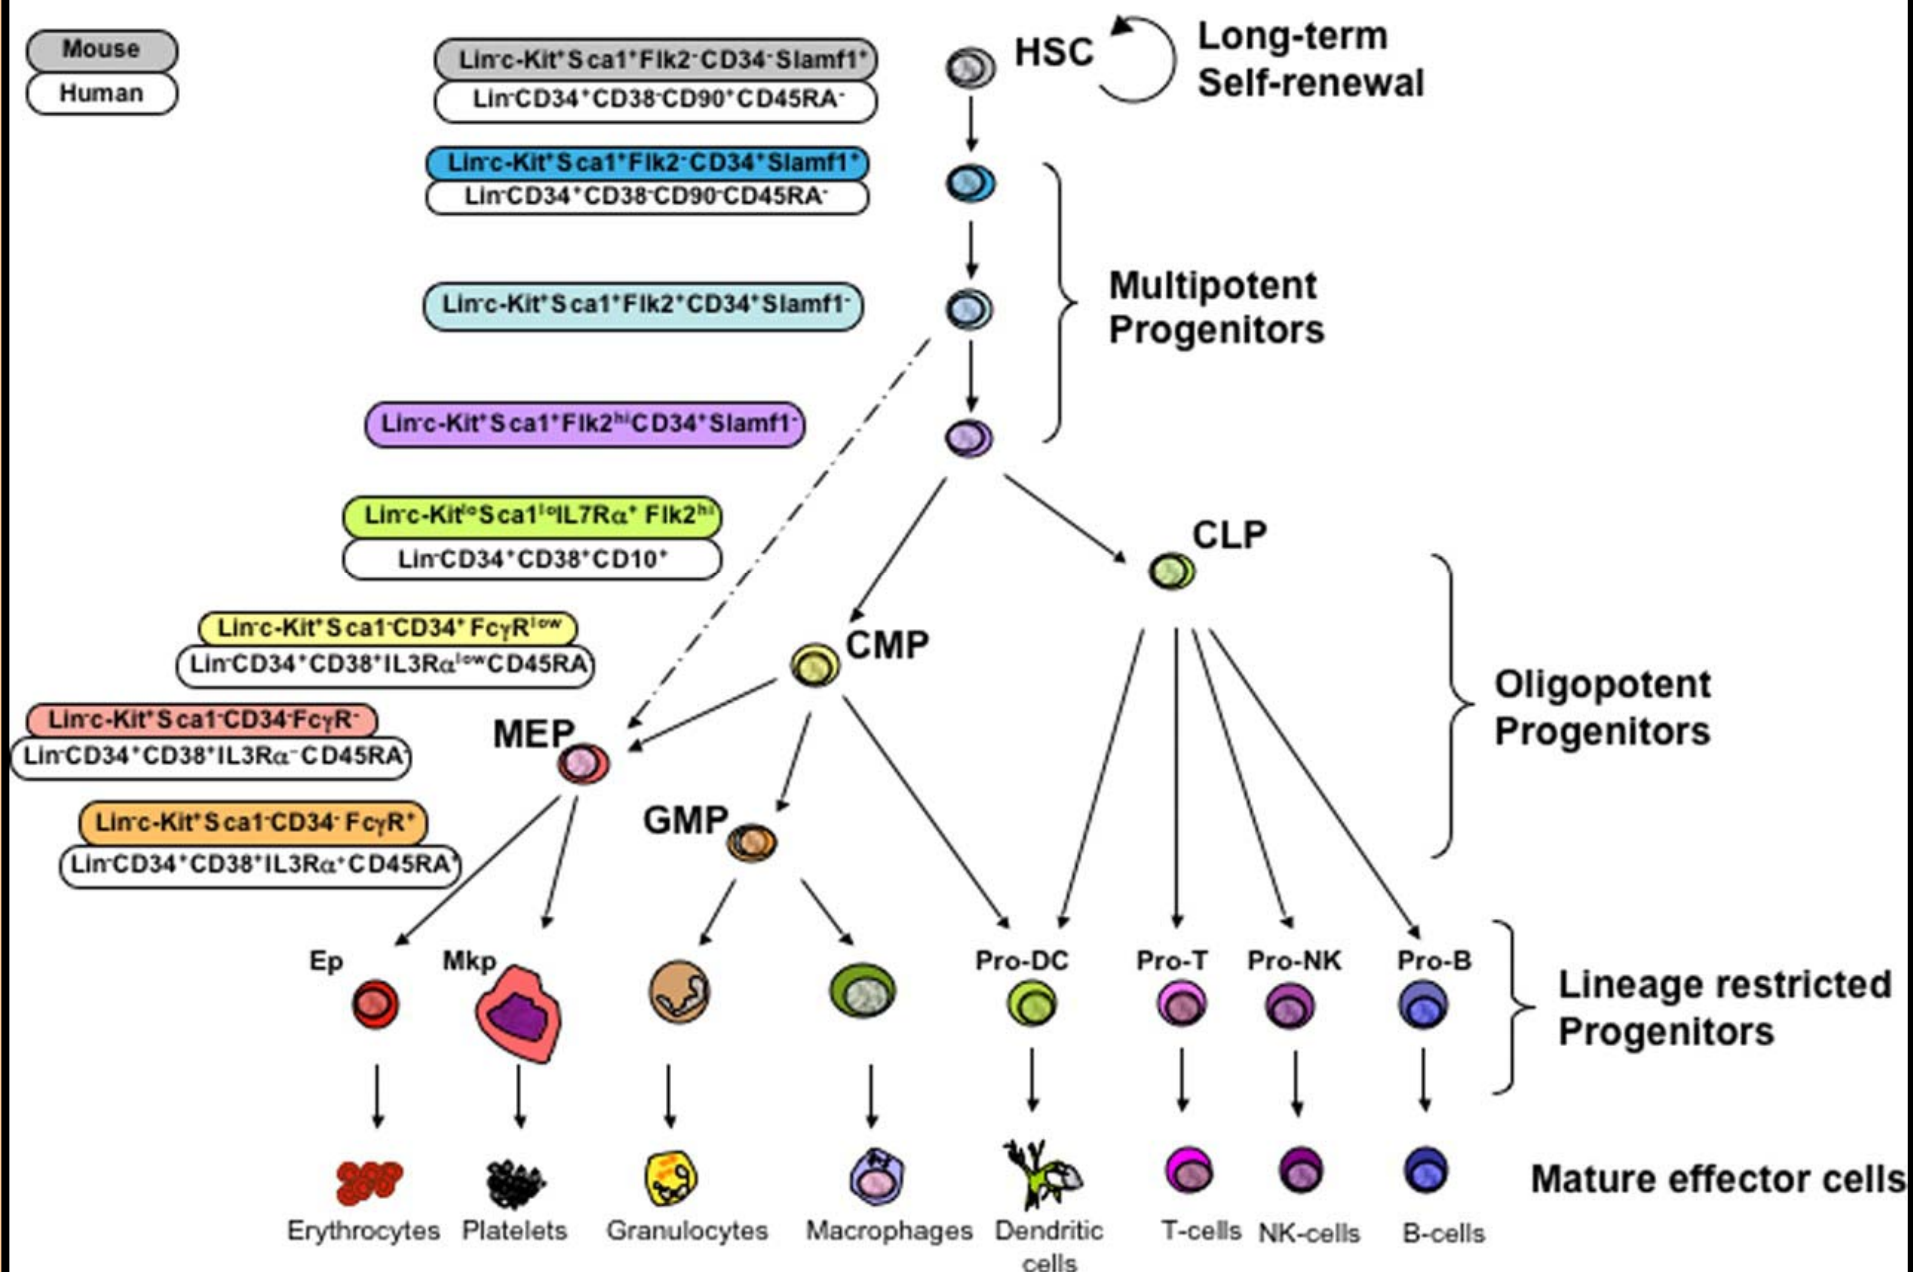 Mouse
Human
Lin⁻c-Kit⁺Sca1⁺Flk2⁻CD34⁻Slamf1⁺
Lin⁻CD34⁺CD38⁻CD90⁺CD45RA⁻
HSC
Long-term
Self-renewal
Lin⁻c-Kit⁺Sca1⁺Flk2⁻CD34⁺Slamf1⁺
Lin⁻CD34⁺CD38⁻CD90⁻CD45RA⁻
Lin⁻c-Kit⁺Sca1⁺Flk2⁺CD34⁺Slamf1⁻
Multipotent
Progenitors
Lin⁻c-Kit⁺Sca1⁺Flk2ʰⁱCD34⁺Slamf1⁻
Lin⁻c-KitˡᵒSca1ˡᵒIL7Rα⁺ Flk2ʰⁱ
Lin⁻CD34⁺CD38⁺CD10⁺
CLP
Lin⁻c-Kit⁺Sca1⁻CD34⁺FcγRˡᵒʷ
Lin⁻CD34⁺CD38⁺IL3RαˡᵒʷCD45RA⁻
CMP
Oligopotent
Progenitors
Lin⁻c-Kit⁺Sca1⁻CD34⁻FcγR⁻
Lin⁻CD34⁺CD38⁺IL3Rα⁻CD45RA⁻
MEP
Lin⁻c-Kit⁺Sca1⁻CD34⁻ FcγR⁺
Lin⁻CD34⁺CD38⁺IL3Rα⁺CD45RA⁺
GMP
Ep
Mkp
Pro-DC
Pro-T
Pro-NK
Pro-B
Lineage restricted
Progenitors
Mature effector cells
Erythrocytes
Platelets
Granulocytes
Macrophages
Dendritic
cells
T-cells
NK-cells
B-cells